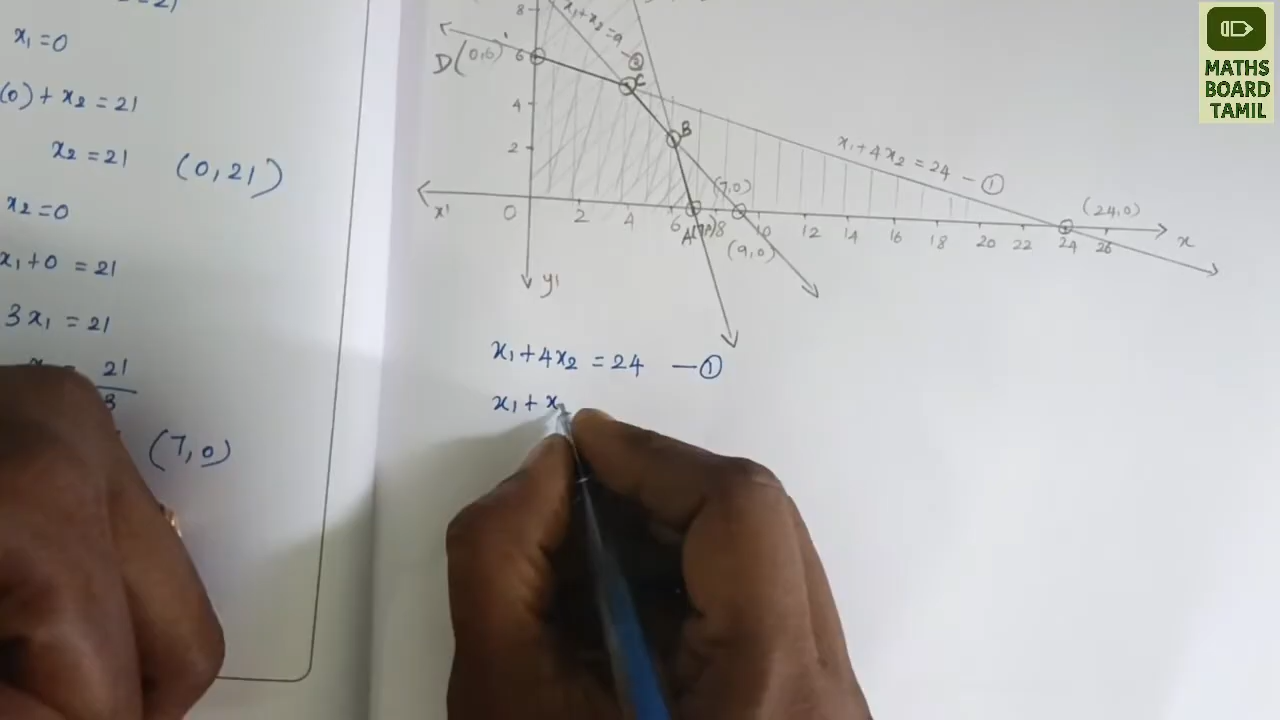 x₁ = 0
(0) + x₂ = 21
x₂ = 21 (0, 21)
x₂ = 0
x₁ + 0 = 21
3x₁ = 21
21
3
(7, 0)
8
x₁ + x₂ = 9 – ②
D(0,6) 6
C
4
B
2
x₁ + 4x₂ = 24 – ①
(7,0)
(24,0)
x' 0 2 4 6 8 10 12 14 16 18 20 22 24 26 x
A
(9,0)
y'
x₁ + 4x₂ = 24 — ①
x₁ + x
MATHS
BOARD
TAMIL